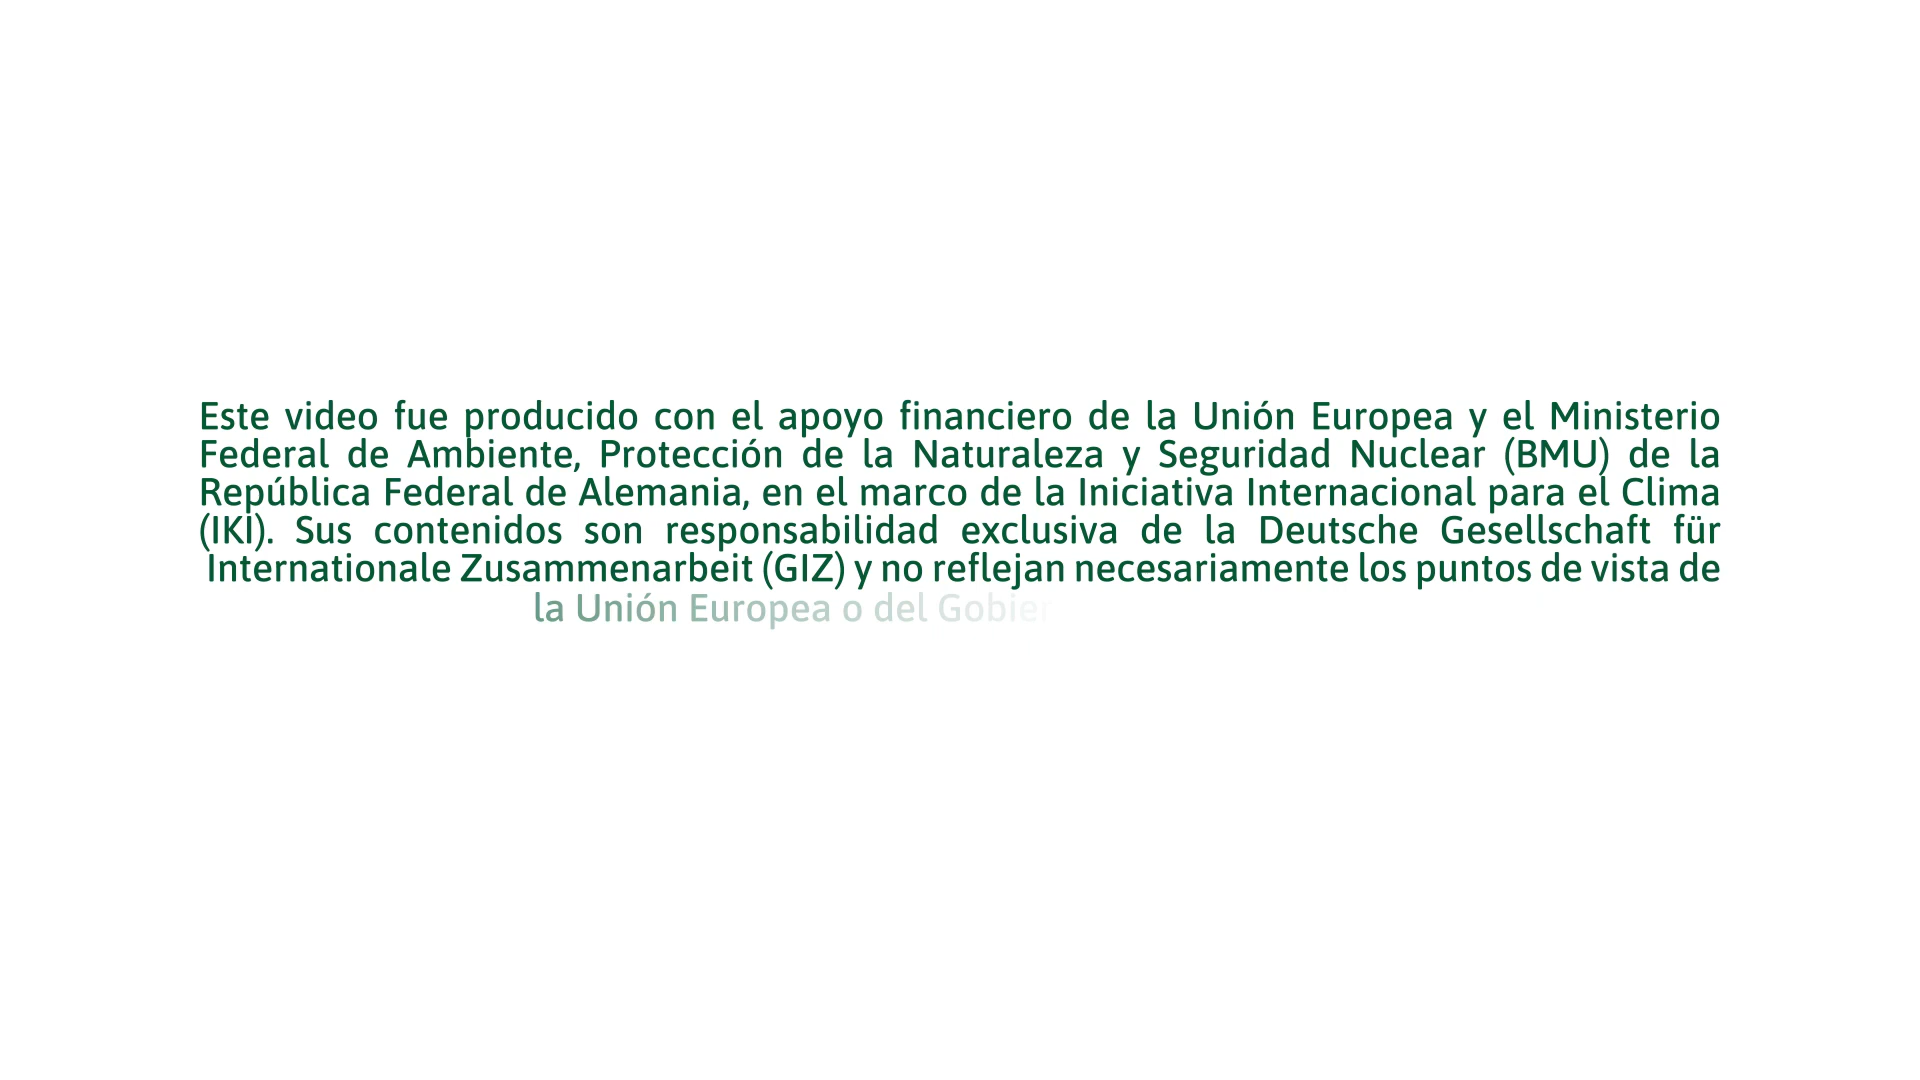 Este video fue producido con el apoyo financiero de la Unión Europea y el Ministerio
Federal de Ambiente, Protección de la Naturaleza y Seguridad Nuclear (BMU) de la
República Federal de Alemania, en el marco de la Iniciativa Internacional para el Clima
(IKI). Sus contenidos son responsabilidad exclusiva de la Deutsche Gesellschaft für
Internationale Zusammenarbeit (GIZ) y no reflejan necesariamente los puntos de vista de
la Unión Europea o del